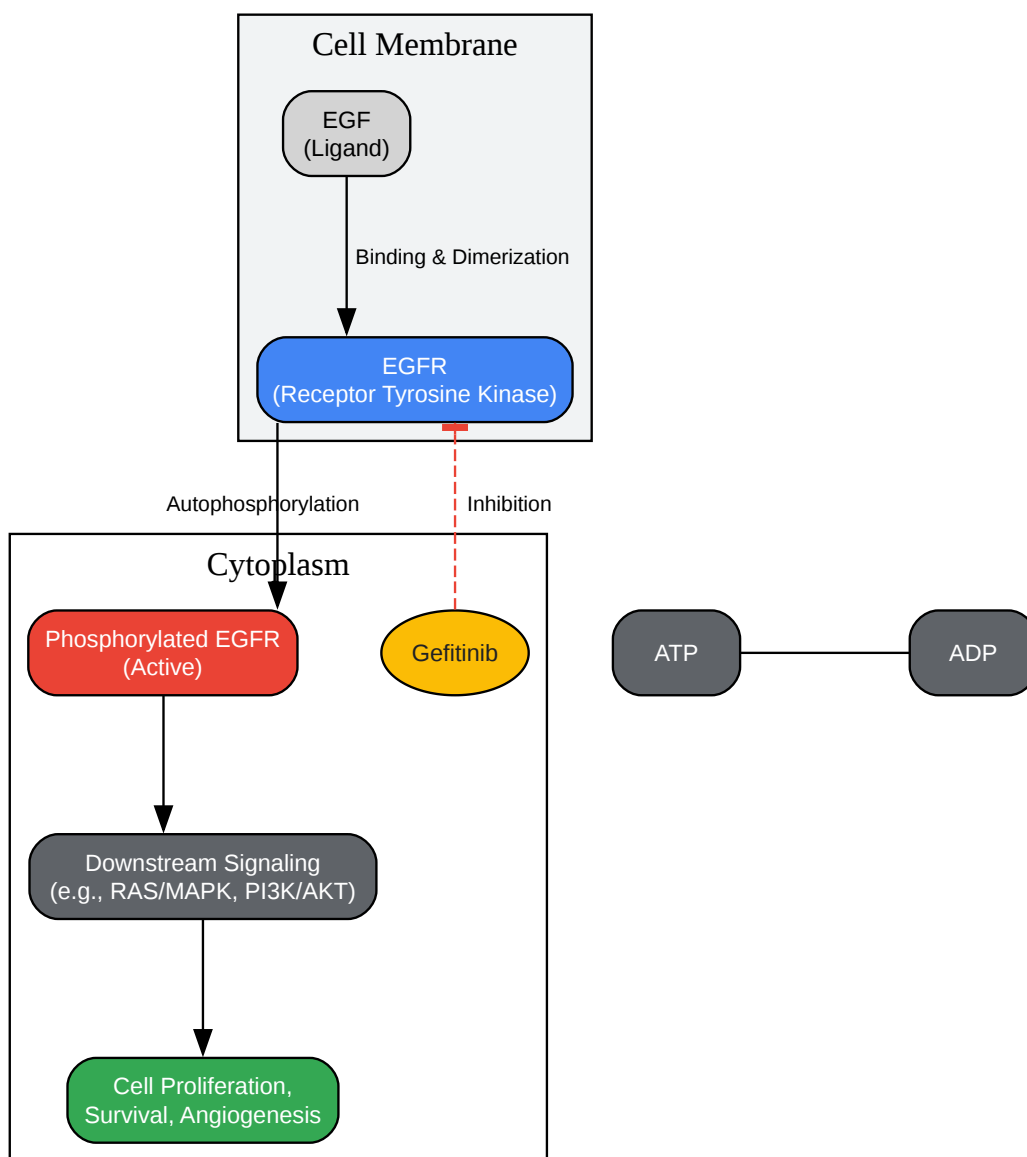 Cell Membrane
EGF
(Ligand)
Binding & Dimerization
EGFR
(Receptor Tyrosine Kinase)
Autophosphorylation
Inhibition
Cytoplasm
Phosphorylated EGFR
(Active)
Gefitinib
ATP
ADP
Downstream Signaling
(e.g., RAS/MAPK, PI3K/AKT)
Cell Proliferation,
Survival, Angiogenesis